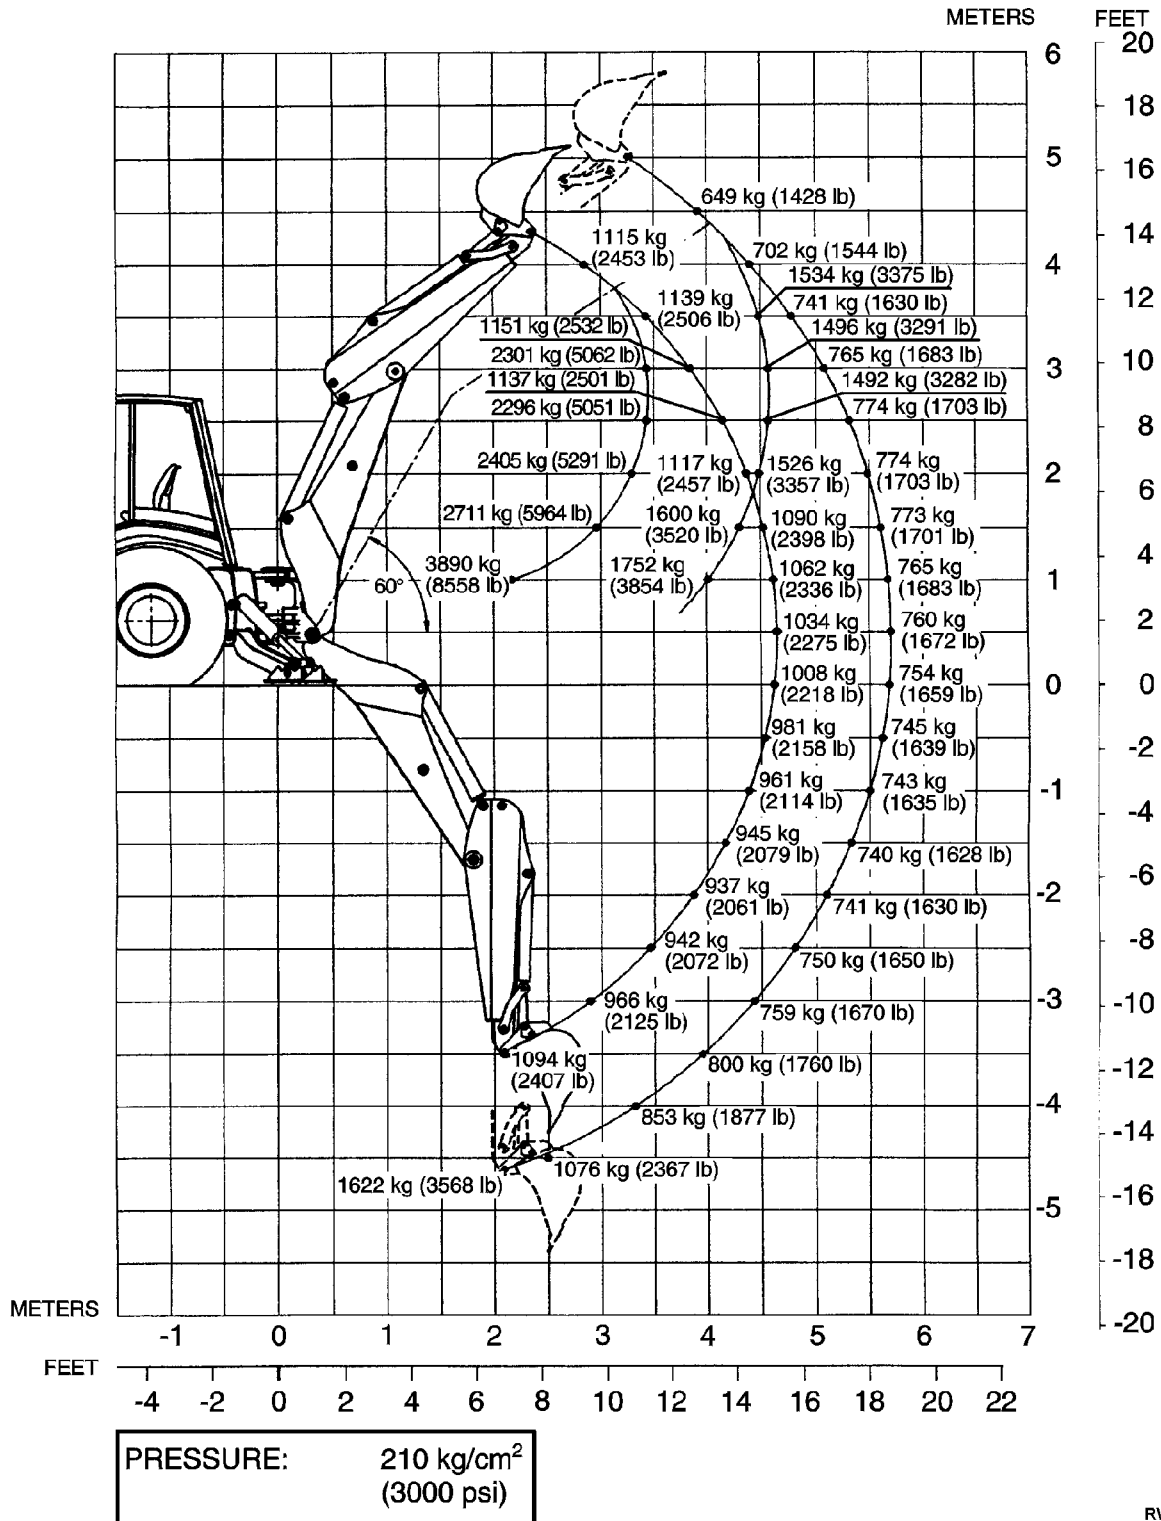 METERS FEET
6 20
18
5 16
649 kg (1428 lb)
1115 kg
(2453 lb)
14
702 kg (1544 lb)
4
1534 kg (3375 lb)
1139 kg
(2506 lb)
741 kg (1630 lb)
12
1151 kg (2532 lb)
1496 kg (3291 lb)
2301 kg (5062 lb)
765 kg (1683 lb)
3 10
1137 kg (2501 lb)
1492 kg (3282 lb)
2296 kg (5051 lb)
774 kg (1703 lb)
8
2405 kg (5291 lb)
1117 kg
(2457 lb)
1526 kg
(3357 lb)
774 kg
(1703 lb)
2
6
2711 kg (5964 lb)
1600 kg
(3520 lb)
1090 kg
(2398 lb)
773 kg
(1701 lb)
4
60°
3890 kg
(8558 lb)
1752 kg
(3854 lb)
1062 kg
(2336 lb)
765 kg
(1683 lb)
1
1034 kg
(2275 lb)
760 kg
(1672 lb)
2
1008 kg
(2218 lb)
754 kg
(1659 lb)
0 0
981 kg
(2158 lb)
745 kg
(1639 lb)
-2
961 kg
(2114 lb)
743 kg
(1635 lb)
-1
-4
945 kg
(2079 lb)
740 kg (1628 lb)
-6
937 kg
(2061 lb)
741 kg (1630 lb)
-2
-8
942 kg
(2072 lb)
750 kg (1650 lb)
966 kg
(2125 lb)
759 kg (1670 lb)
-3 -10
1094 kg
(2407 lb)
800 kg (1760 lb)
-12
853 kg (1877 lb)
-4
-14
1076 kg (2367 lb)
1622 kg (3568 lb)
-16
-5
-18
METERS
-20
-1 0 1 2 3 4 5 6 7
FEET
-4 -2 0 2 4 6 8 10 12 14 16 18 20 22
PRESSURE: 210 kg/cm²
(3000 psi)